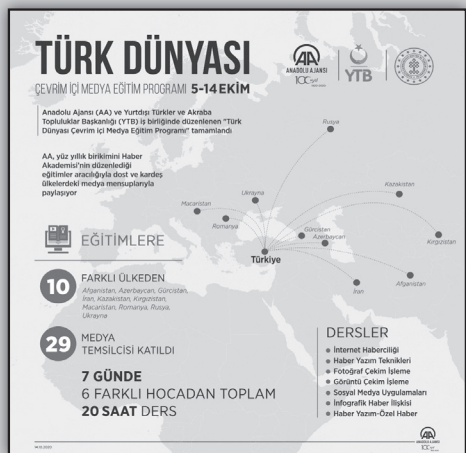 TÜRK DÜNYASI
ÇEVRİM İÇİ MEDYA EĞİTİM PROGRAMI 5-14 EKİM
AA
ANADOLU AJANSI
YTB
Anadolu Ajansı (AA) ve Yurtdışı Türkler ve Akraba
Topluluklar Başkanlığı (YTB) iş birliğinde düzenlenen "Türk
Dünyası Çevrim içi Medya Eğitim Programı" tamamlandı
AA, yüz yıllık birikimini Haber
Akademisi'nin düzenlediği
eğitimler aracılığıyla dost ve kardeş
ülkelerdeki medya mensuplarıyla
paylaşıyor
Rusya
Ukrayna
Kazakistan
Macaristan
Romanya
Gürcistan
Azerbaycan
Kırgızistan
Türkiye
İran
Afganistan
EĞİTİMLERE
10 FARKLI ÜLKEDEN
Afganistan, Azerbaycan, Gürcistan,
İran, Kazakistan, Kırgızistan,
Macaristan, Romanya, Rusya,
Ukrayna
29 MEDYA
TEMSİLCİSİ KATILDI
7 GÜNDE
6 FARKLI HOCADAN TOPLAM
20 SAAT DERS
DERSLER
İnternet Haberciliği
Haber Yazım Teknikleri
Fotoğraf Çekim İşleme
Görüntü Çekim İşleme
Sosyal Medya Uygulamaları
İnfografik Haber İlişkisi
Haber Yazım-Özel Haber
AA